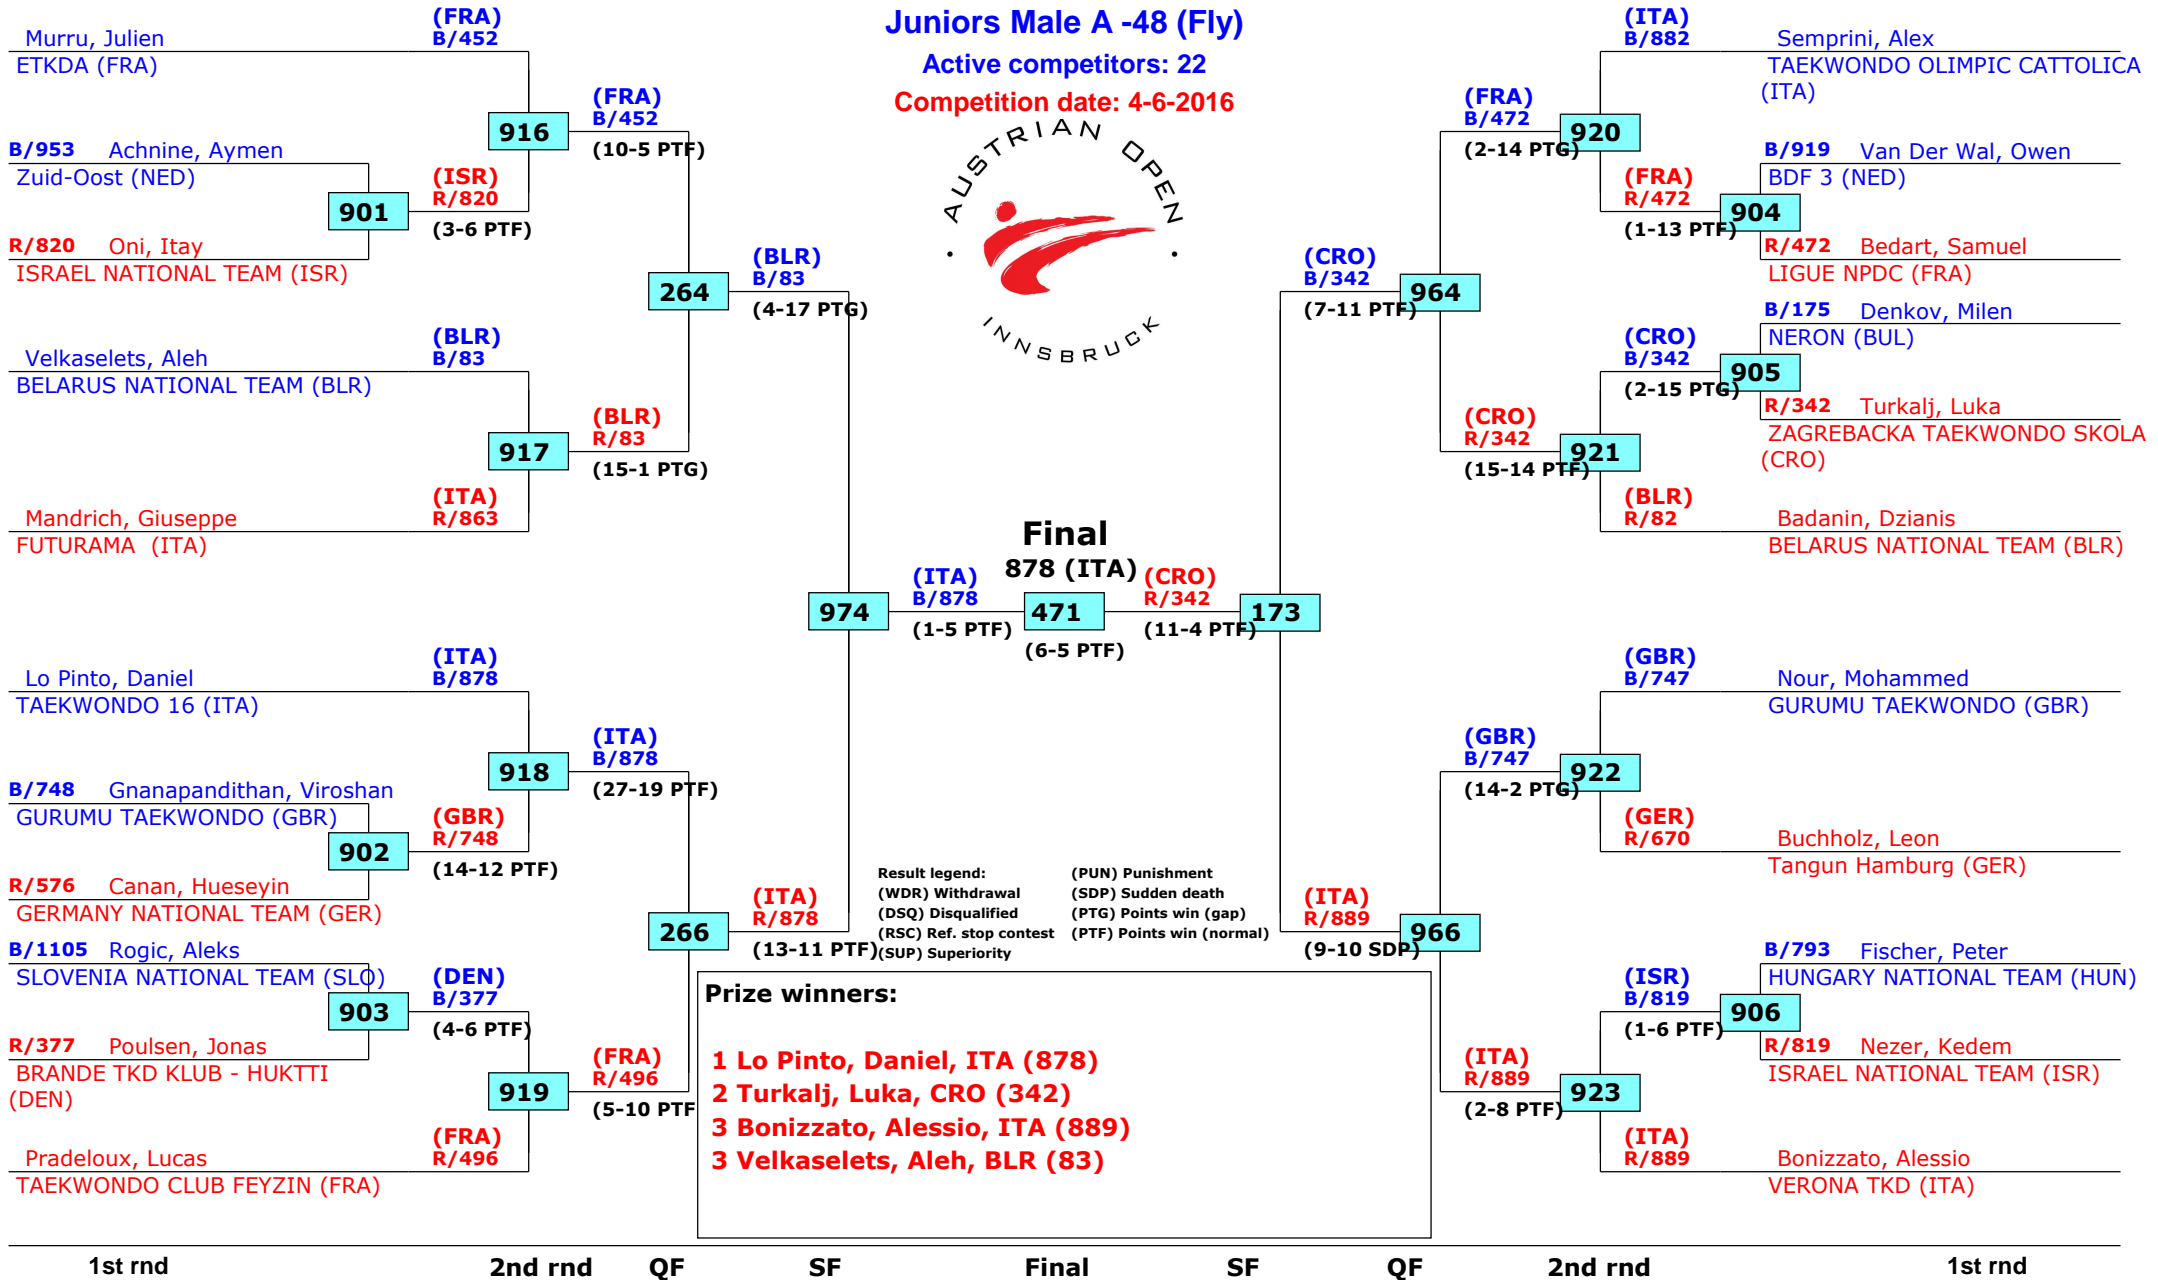 Juniors Male A -48 (Fly)
Active competitors: 22
Competition date: 4-6-2016
AUSTRIAN OPEN
INNSBRUCK
Murru, Julien
ETKDA (FRA)
(FRA)
B/452
B/953 Achnine, Aymen
Zuid-Oost (NED)
901
R/820 Oni, Itay
ISRAEL NATIONAL TEAM (ISR)
(ISR)
R/820
(3-6 PTF)
916
(FRA)
B/452
(10-5 PTF)
Velkaselets, Aleh
BELARUS NATIONAL TEAM (BLR)
(BLR)
B/83
917
Mandrich, Giuseppe
FUTURAMA (ITA)
(ITA)
R/863
(BLR)
R/83
(15-1 PTG)
264
(BLR)
B/83
(4-17 PTG)
Lo Pinto, Daniel
TAEKWONDO 16 (ITA)
(ITA)
B/878
B/748 Gnanapandithan, Viroshan
GURUMU TAEKWONDO (GBR)
902
R/576 Canan, Hueseyin
GERMANY NATIONAL TEAM (GER)
(GBR)
R/748
(14-12 PTF)
918
(ITA)
B/878
(27-19 PTF)
B/1105 Rogic, Aleks
SLOVENIA NATIONAL TEAM (SLO)
903
R/377 Poulsen, Jonas
BRANDE TKD KLUB - HUKTTI
(DEN)
(DEN)
B/377
(4-6 PTF)
919
Pradeloux, Lucas
TAEKWONDO CLUB FEYZIN (FRA)
(FRA)
R/496
(FRA)
R/496
(5-10 PTF
266
(ITA)
R/878
(13-11 PTF)
974
(ITA)
B/878
(1-5 PTF)
Final
878 (ITA)
471
(6-5 PTF)
(CRO)
R/342
(11-4 PTF)
173
(CRO)
B/342
(7-11 PTF)
964
(FRA)
B/472
(2-14 PTG)
920
(ITA)
B/882
Semprini, Alex
TAEKWONDO OLIMPIC CATTOLICA
(ITA)
(FRA)
R/472
(1-13 PTF)
904
B/919 Van Der Wal, Owen
BDF 3 (NED)
R/472 Bedart, Samuel
LIGUE NPDC (FRA)
(CRO)
R/342
(15-14 PTF)
921
(CRO)
B/342
(2-15 PTG)
905
B/175 Denkov, Milen
NERON (BUL)
R/342 Turkalj, Luka
ZAGREBACKA TAEKWONDO SKOLA
(CRO)
(BLR)
R/82
Badanin, Dzianis
BELARUS NATIONAL TEAM (BLR)
(ITA)
R/889
(9-10 SDP)
966
(GBR)
B/747
(14-2 PTG)
922
(GBR)
B/747
Nour, Mohammed
GURUMU TAEKWONDO (GBR)
(GER)
R/670
Buchholz, Leon
Tangun Hamburg (GER)
(ITA)
R/889
(2-8 PTF)
923
(ISR)
B/819
(1-6 PTF)
906
B/793 Fischer, Peter
HUNGARY NATIONAL TEAM (HUN)
R/819 Nezer, Kedem
ISRAEL NATIONAL TEAM (ISR)
(ITA)
R/889
Bonizzato, Alessio
VERONA TKD (ITA)
Result legend: (PUN) Punishment
(WDR) Withdrawal (SDP) Sudden death
(DSQ) Disqualified (PTG) Points win (gap)
(RSC) Ref. stop contest (PTF) Points win (normal)
(SUP) Superiority
Prize winners:
1 Lo Pinto, Daniel, ITA (878)
2 Turkalj, Luka, CRO (342)
3 Bonizzato, Alessio, ITA (889)
3 Velkaselets, Aleh, BLR (83)
1st rnd 2nd rnd QF SF Final SF QF 2nd rnd 1st rnd